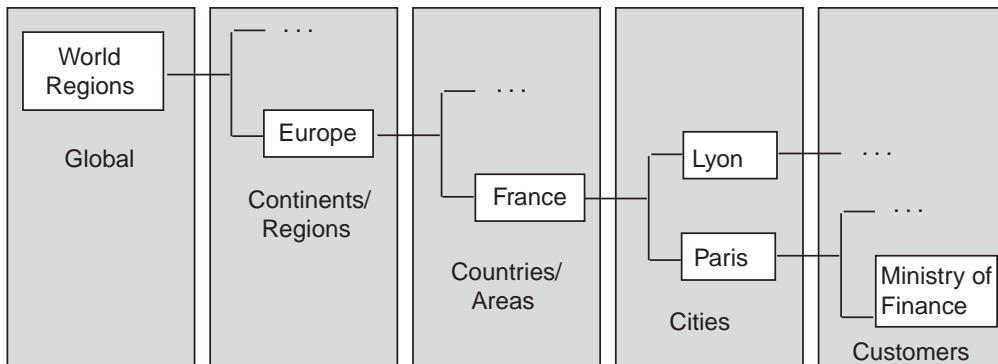 World
Regions
Global
. . .
Europe
Continents/
Regions
. . .
France
Countries/
Areas
Lyon
Paris
Cities
. . .
. . .
Ministry of
Finance
Customers